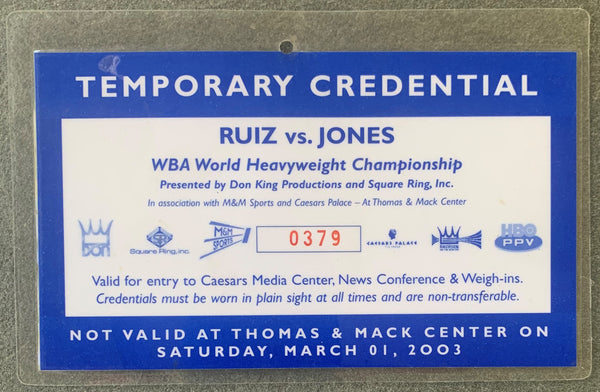 TEMPORARY CREDENTIAL
RUIZ vs. JONES
WBA World Heavyweight Championship
Presented by Don King Productions and Square Ring, Inc.
In association with M&M Sports and Caesars Palace – At Thomas & Mack Center
Don
SR
Square Ring, Inc.
M&M
SPORTS
0379
CAESARS PALACE
HBO
PPV
Valid for entry to Caesars Media Center, News Conference & Weigh-ins.
Credentials must be worn in plain sight at all times and are non-transferable.
NOT VALID AT THOMAS & MACK CENTER ON
SATURDAY, MARCH 01, 2003